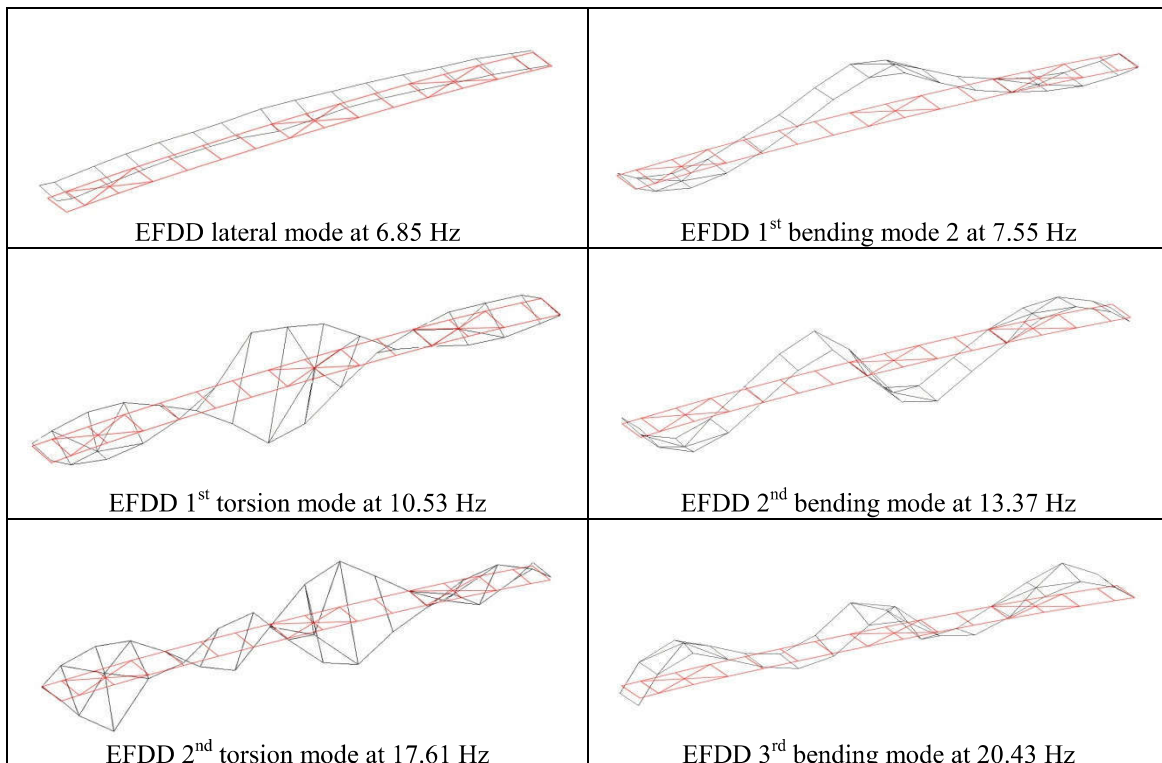 EFDD lateral mode at 6.85 Hz
EFDD 1st bending mode 2 at 7.55 Hz
EFDD 1st torsion mode at 10.53 Hz
EFDD 2nd bending mode at 13.37 Hz
EFDD 2nd torsion mode at 17.61 Hz
EFDD 3rd bending mode at 20.43 Hz